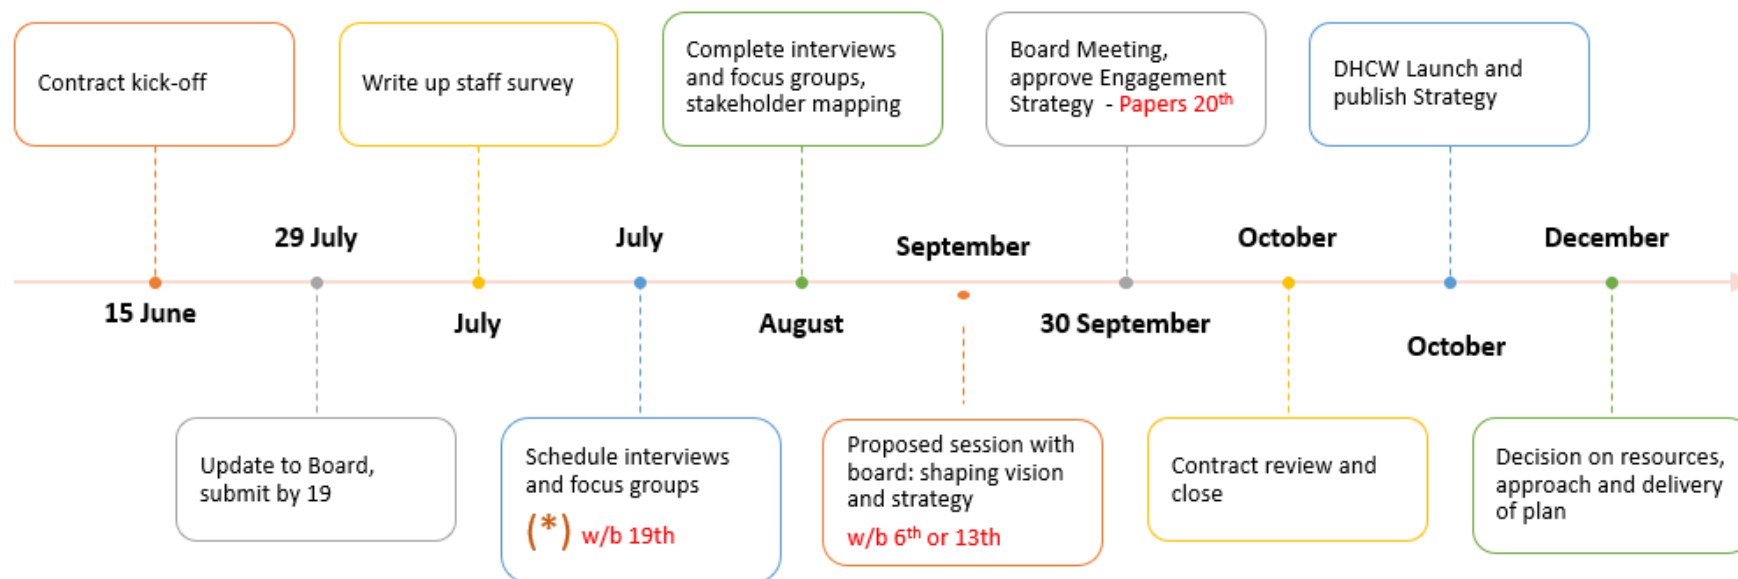 Contract kick-off
Write up staff survey
Complete interviews
and focus groups,
stakeholder mapping
Board Meeting,
approve Engagement
Strategy - Papers 20th
DHCW Launch and
publish Strategy
29 July
July
September
October
December
15 June
July
August
30 September
October
Update to Board,
submit by 19
Schedule interviews
and focus groups
(*) w/b 19th
Proposed session with
board: shaping vision
and strategy
w/b 6th or 13th
Contract review and
close
Decision on resources,
approach and delivery
of plan